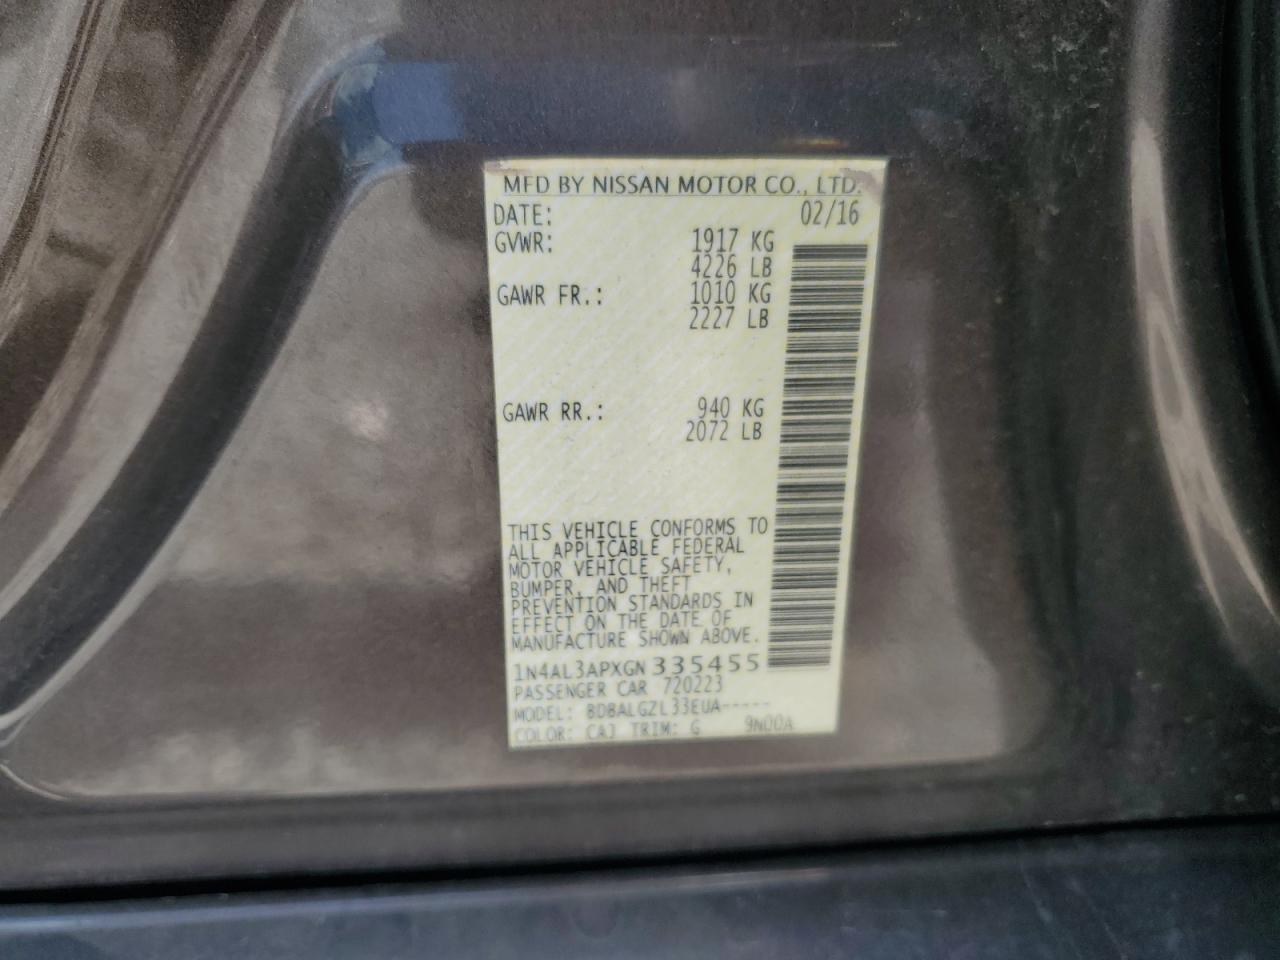 MFD BY NISSAN MOTOR CO., LTD.
DATE: 02/16
GVWR: 1917 KG
4226 LB
GAWR FR.: 1010 KG
2227 LB
GAWR RR.: 940 KG
2072 LB
THIS VEHICLE CONFORMS TO
ALL APPLICABLE FEDERAL
MOTOR VEHICLE SAFETY,
BUMPER, AND THEFT
PREVENTION STANDARDS IN
EFFECT ON THE DATE OF
MANUFACTURE SHOWN ABOVE.
1N4AL3APXGN335455
PASSENGER CAR 720223
MODEL: BDBALGZL33EUA-----
COLOR: CAJ TRIM: G 9N00A